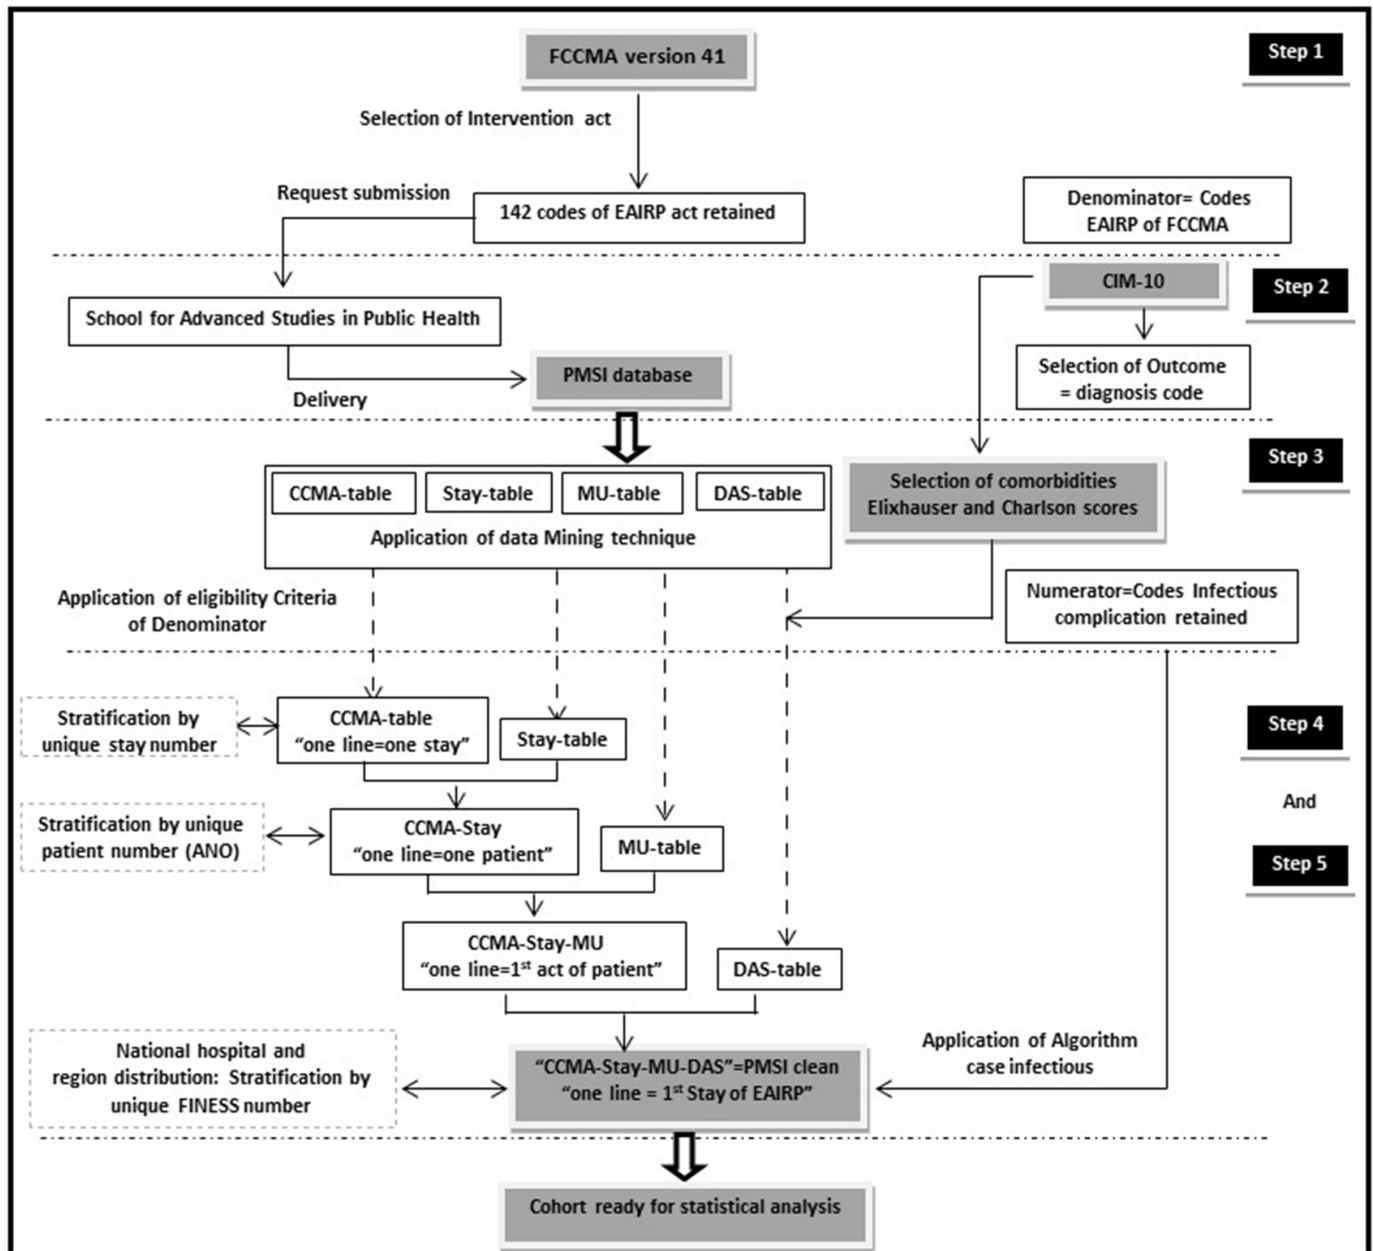 FCCMA version 41
Step 1
Selection of Intervention act
Request submission
142 codes of EAIRP act retained
Denominator= Codes
EAIRP of FCCMA
CIM-10
Step 2
School for Advanced Studies in Public Health
PMSI database
Delivery
Selection of Outcome
= diagnosis code
Step 3
CCMA-table
Stay-table
MU-table
DAS-table
Application of data Mining technique
Selection of comorbidities
Elixhauser and Charlson scores
Application of eligibility Criteria
of Denominator
Numerator=Codes Infectious
complication retained
Stratification by
unique stay number
CCMA-table
“one line=one stay”
Stay-table
Step 4
And
Step 5
Stratification by unique
patient number (ANO)
CCMA-Stay
“one line=one patient”
MU-table
CCMA-Stay-MU
“one line=1st act of patient”
DAS-table
National hospital and
region distribution: Stratification by
unique FINESS number
“CCMA-Stay-MU-DAS”=PMSI clean
“one line = 1st Stay of EAIRP”
Application of Algorithm
case infectious
Cohort ready for statistical analysis